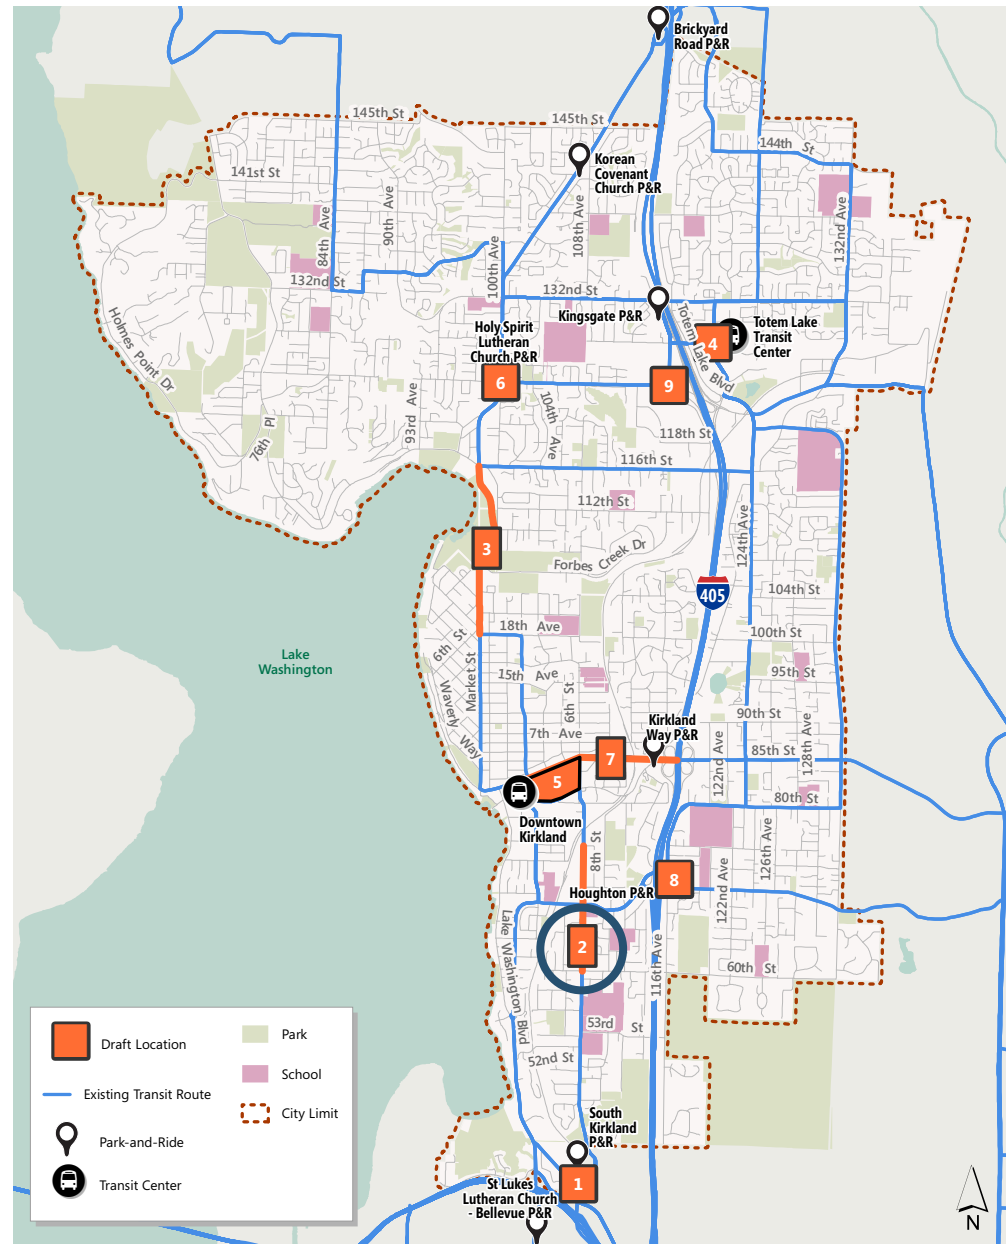 Brickyard
Road P&R
145th St
145th St
144th St
Korean
Covenant
Church P&R
141st St
84th Ave
90th Ave
108th Ave
132nd Ave
100th Ave
132nd St
132nd St
Kingsgate P&R
Totem Lake
Transit
Center
Totem Lake Blvd
4
Holmes Point Dr
Holy Spirit
Lutheran
Church P&R
6
9
76th Pl
93rd Ave
104th Ave
118th St
116th St
112th St
124th Ave
3
Forbes Creek Dr
405
104th St
18th Ave
100th St
6th St
Lake
Washington
Market St
15th Ave
95th St
Waverly Way
6th St
90th St
7th Ave
Kirkland
Way P&R
7
122nd Ave
85th St
128th Ave
5
80th St
Downtown
Kirkland
8th St
126th Ave
Houghton P&R
8
122nd Ave
Lake Washington Blvd
2
116th Ave
60th St
53rd St
52nd St
South
Kirkland
P&R
1
St Lukes
Lutheran Church
- Bellevue P&R
Draft Location
Existing Transit Route
Park-and-Ride
Transit Center
Park
School
City Limit
N